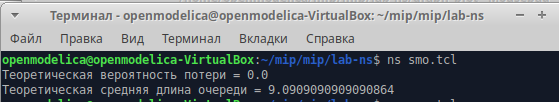 Терминал - openmodelica@openmodelica-VirtualBox: ~/mip/mip/lab-ns
Файл Правка Вид Терминал Вкладки Справка
openmodelica@openmodelica-VirtualBox:~/mip/mip/lab-ns$ ns smo.tcl
Теоретическая вероятность потери = 0.0
Теоретическая средняя длина очереди = 9.0909090909090864